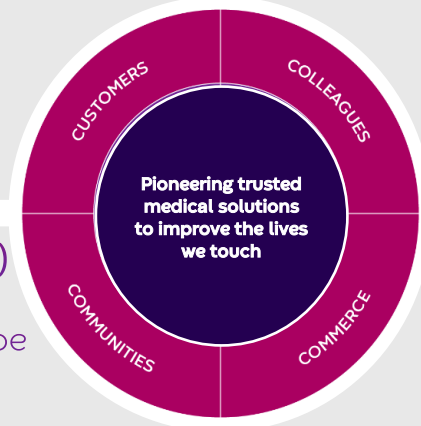 CUSTOMERS
COLLEAGUES
Pioneering trusted
medical solutions
to improve the lives
we touch
COMMUNITIES
COMMERCE